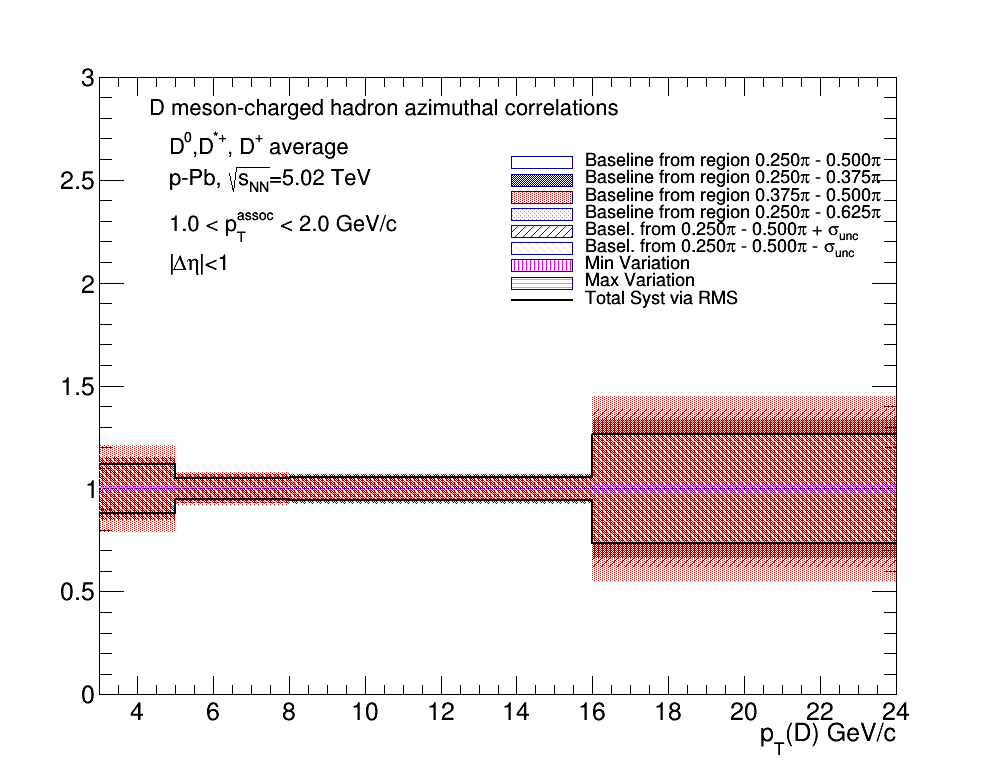 D meson-charged hadron azimuthal correlations
D⁰,D*⁺, D⁺ average
p-Pb, √sNN=5.02 TeV
1.0 < pTassoc < 2.0 GeV/c
|Δη|<1
Baseline from region 0.250π - 0.500π
Baseline from region 0.250π - 0.375π
Baseline from region 0.375π - 0.500π
Baseline from region 0.250π - 0.625π
Basel. from 0.250π - 0.500π + σunc
Basel. from 0.250π - 0.500π - σunc
Min Variation
Max Variation
Total Syst via RMS
3
2.5
2
1.5
1
0.5
0
4 6 8 10 12 14 16 18 20 22 24
pT(D) GeV/c